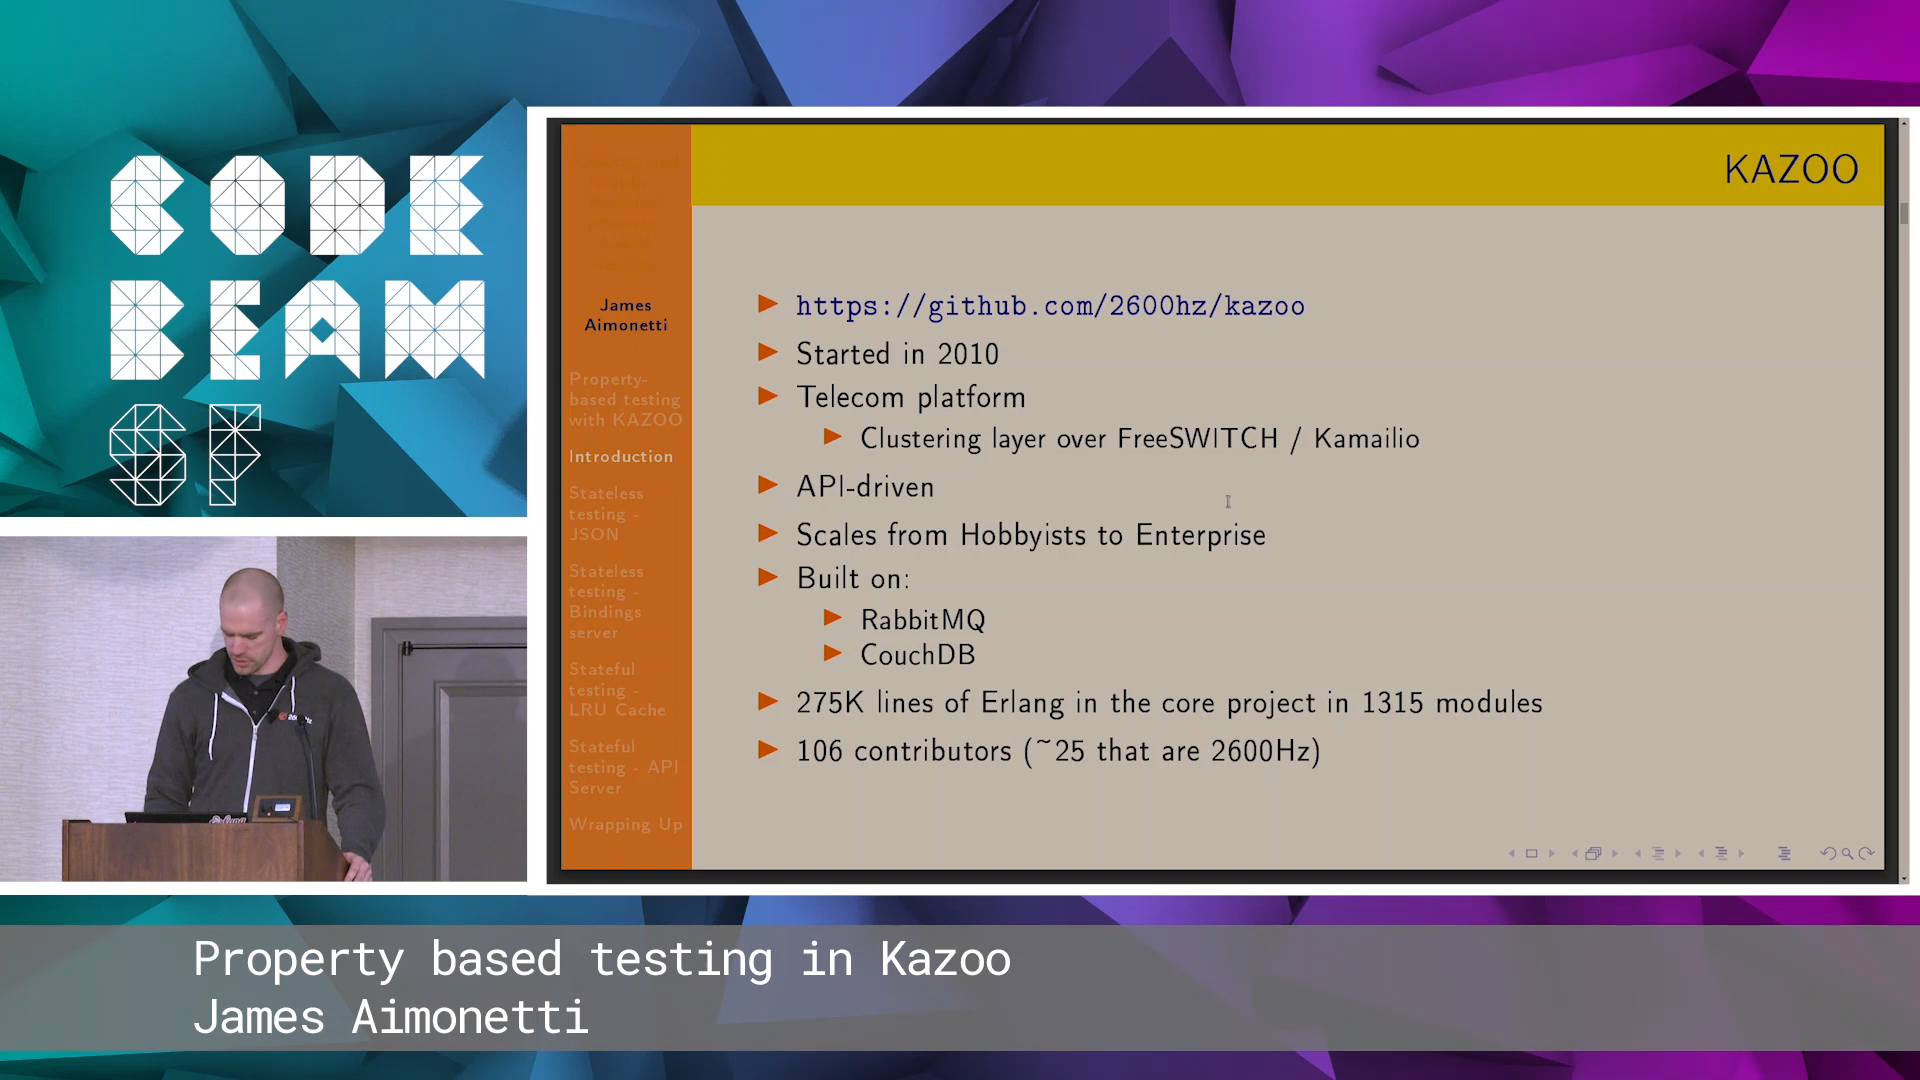 CODE
BEAM
SF
KAZOO
James
Aimonetti
Property-
based testing
with KAZOO
Introduction
Stateless
testing -
JSON
Stateless
testing -
Bindings
server
Stateful
testing -
LRU Cache
Stateful
testing - API
Server
Wrapping Up
https://github.com/2600hz/kazoo
Started in 2010
Telecom platform
Clustering layer over FreeSWITCH / Kamailio
API-driven
Scales from Hobbyists to Enterprise
Built on:
RabbitMQ
CouchDB
275K lines of Erlang in the core project in 1315 modules
106 contributors (~25 that are 2600Hz)
Property based testing in Kazoo
James Aimonetti